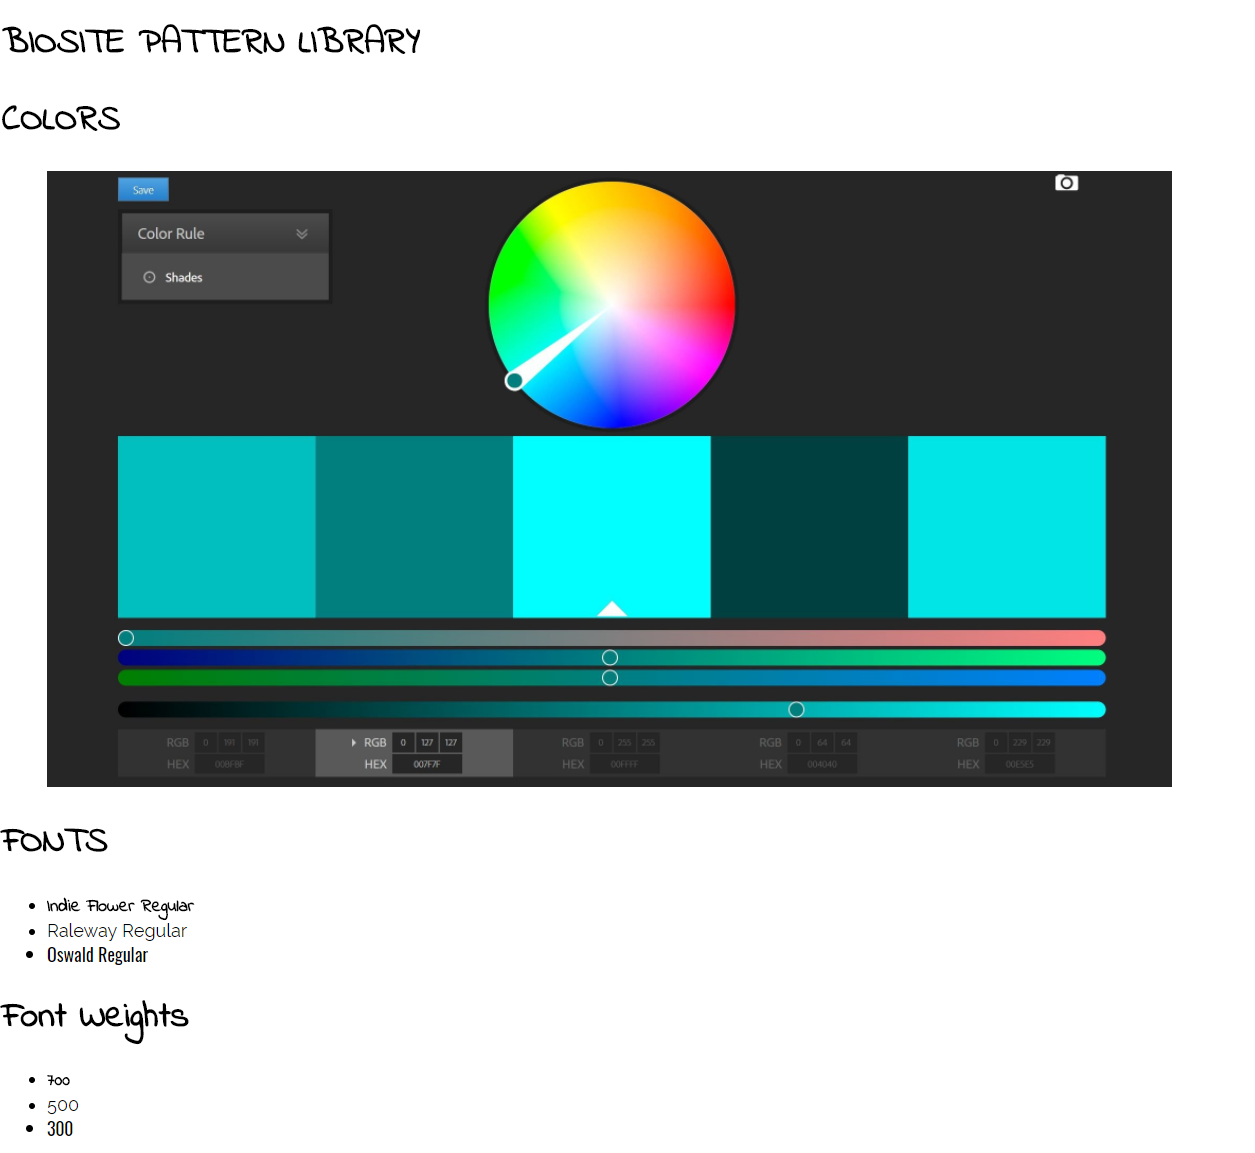 BIOSITE PATTERN LIBRARY
COLORS
Save
Color Rule
Shades
RGB 0 191 191
HEX 00BFBF
RGB 0 127 127
HEX 007F7F
RGB 0 255 255
HEX 00FFFF
RGB 0 64 64
HEX 004040
RGB 0 229 229
HEX 00E5E5
FONTS
Indie Flower Regular
Raleway Regular
Oswald Regular
Font Weights
700
500
300